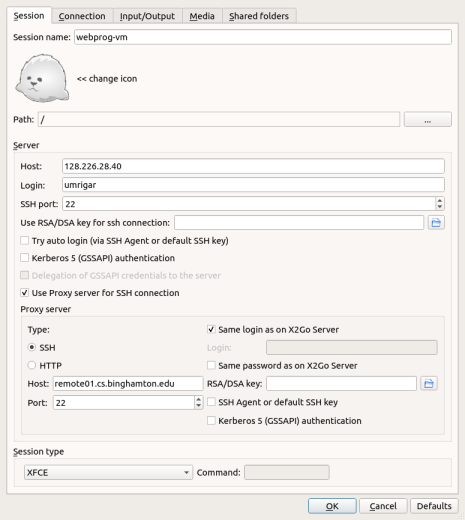 Session Connection Input/Output Media Shared folders
Session name: webprog-vm
<< change icon
Path: / ...
Server
Host: 128.226.28.40
Login: umrigar
SSH port: 22
Use RSA/DSA key for ssh connection:
Try auto login (via SSH Agent or default SSH key)
Kerberos 5 (GSSAPI) authentication
Delegation of GSSAPI credentials to the server
Use Proxy server for SSH connection
Proxy server
Type: Same login as on X2Go Server
SSH Login:
HTTP Same password as on X2Go Server
Host: remote01.cs.binghamton.edu RSA/DSA key:
Port: 22 SSH Agent or default SSH key
Kerberos 5 (GSSAPI) authentication
Session type
XFCE Command:
OK Cancel Defaults